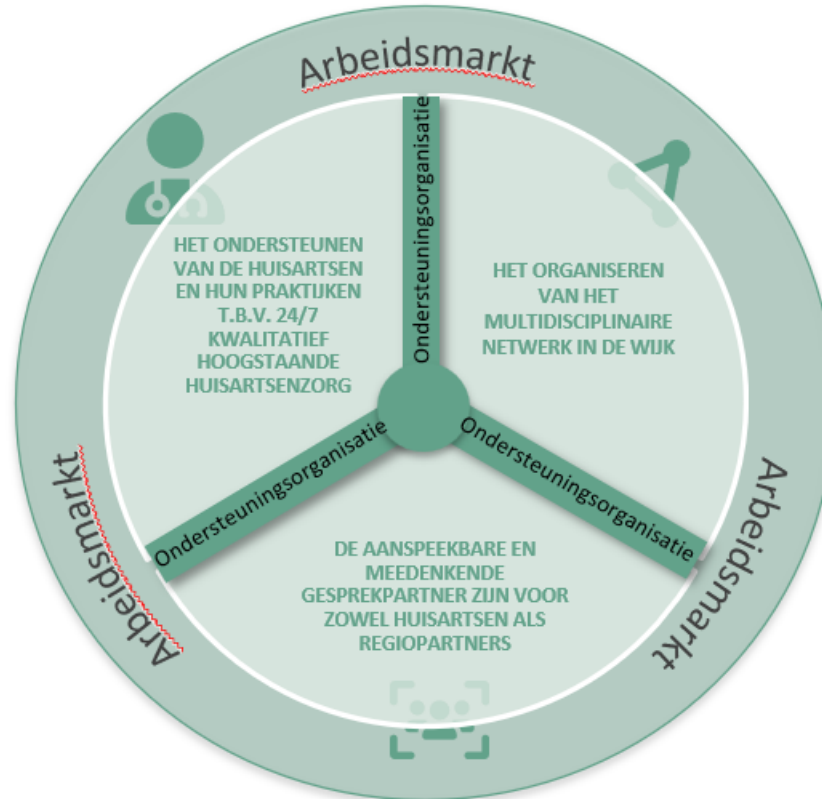 Arbeidsmarkt
Ondersteuningsorganisatie
HET ONDERSTEUNEN
VAN DE HUISARTSEN
EN HUN PRAKTIJKEN
T.B.V. 24/7
KWALITATIEF
HOOGSTAANDE
HUISARTSENZORG
HET ORGANISEREN
VAN HET
MULTIDISCIPLINAIRE
NETWERK IN DE WIJK
Ondersteuningsorganisatie
Ondersteuningsorganisatie
Arbeidsmarkt
Arbeidsmarkt
DE AANSPEEKBARE EN
MEEDENKENDE
GESPREKPARTNER ZIJN VOOR
ZOWEL HUISARTSEN ALS
REGIOPARTNERS